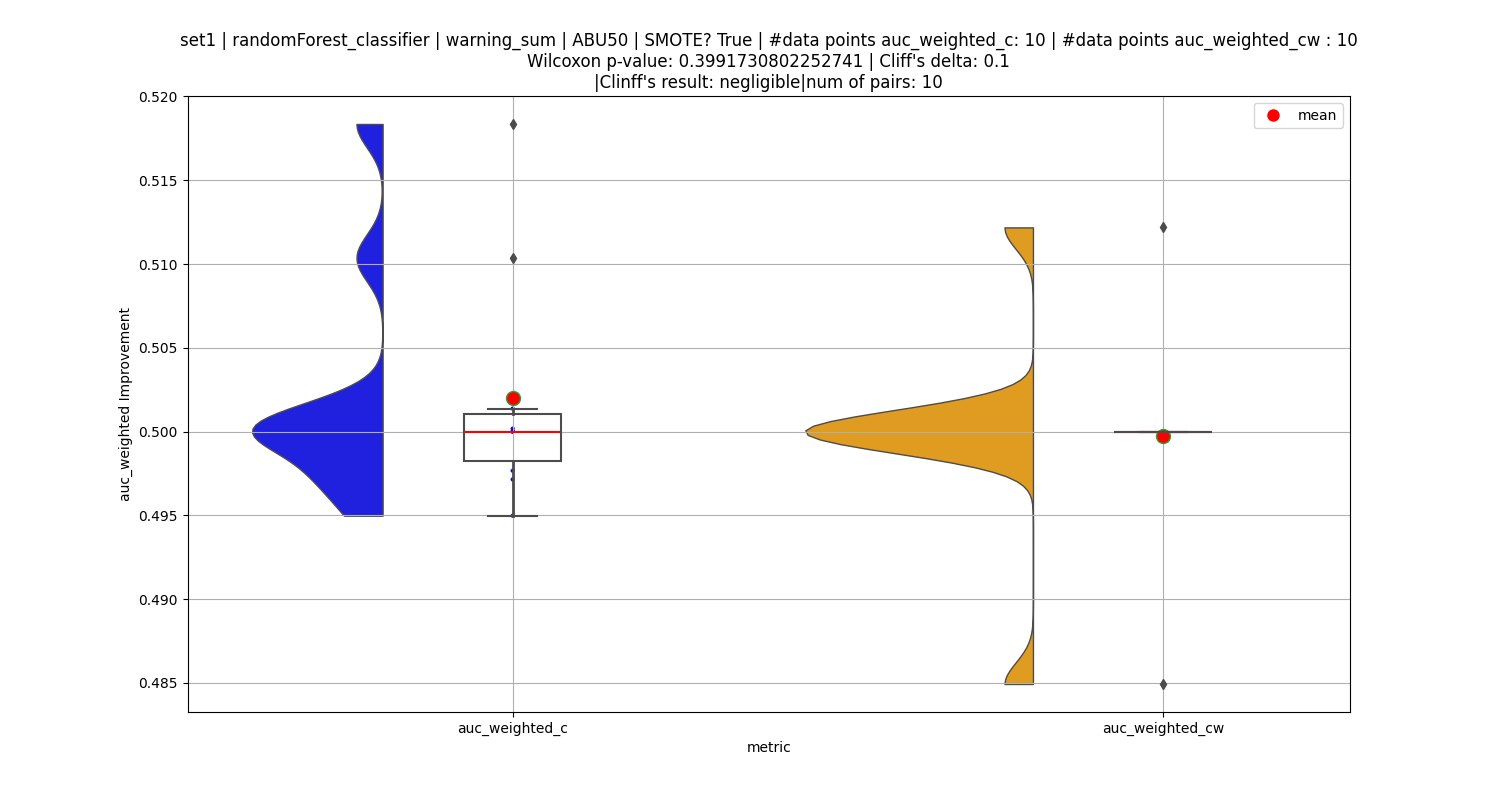 set1 | randomForest_classifier | warning_sum | ABU50 | SMOTE? True | #data points auc_weighted_c: 10 | #data points auc_weighted_cw : 10
Wilcoxon p-value: 0.3991730802252741 | Cliff's delta: 0.1
|Clinff's result: negligible|num of pairs: 10
mean
auc_weighted Improvement
0.520
0.515
0.510
0.505
0.500
0.495
0.490
0.485
auc_weighted_c
auc_weighted_cw
metric